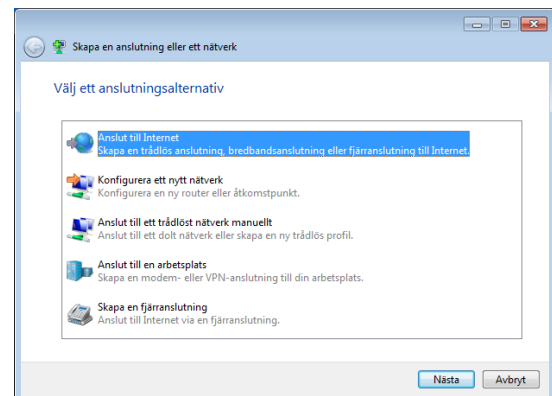 Skapa en anslutning eller ett nätverk
Välj ett anslutningsalternativ
Anslut till Internet
Skapa en trådlös anslutning, bredbandsanslutning eller fjärranslutning till Internet.
Konfigurera ett nytt nätverk
Konfigurera en ny router eller åtkomstpunkt.
Anslut till ett trådlöst nätverk manuellt
Anslut till ett dolt nätverk eller skapa en ny trådlös profil.
Anslut till en arbetsplats
Skapa en modem- eller VPN-anslutning till din arbetsplats.
Skapa en fjärranslutning
Anslut till Internet via en fjärranslutning.
Nästa Avbryt